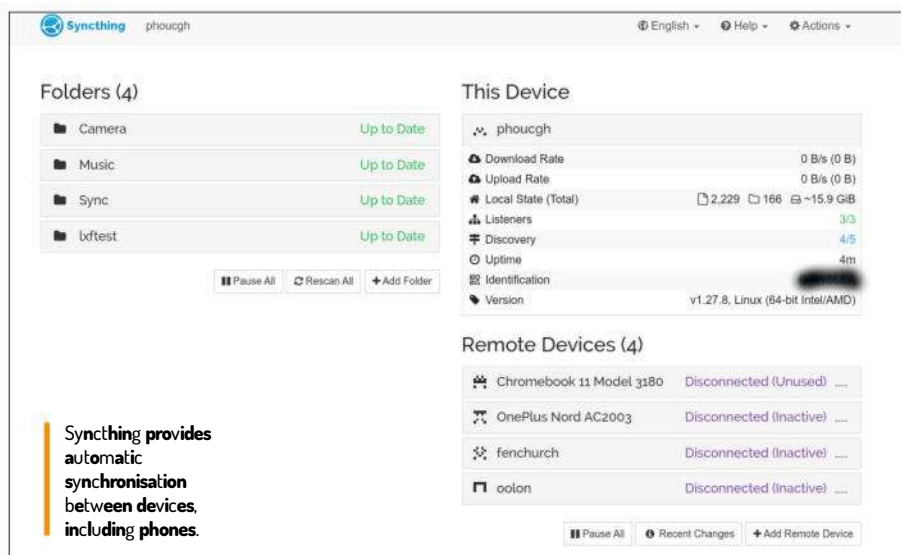 Syncthing phoucgh English Help Actions
Folders (4)
Camera Up to Date
Music Up to Date
Sync Up to Date
lxftest Up to Date
Pause All Rescan All Add Folder
This Device
phoucgh
Download Rate 0 B/s (0 B)
Upload Rate 0 B/s (0 B)
Local State (Total) 2,229 166 ~15.9 GiB
Listeners 3/3
Discovery 4/5
Uptime 4m
Identification
Version v1.27.8, Linux (64-bit Intel/AMD)
Remote Devices (4)
Chromebook 11 Model 3180 Disconnected (Unused)
OnePlus Nord AC2003 Disconnected (Inactive)
fenchurch Disconnected (Inactive)
oolon Disconnected (Inactive)
Pause All Recent Changes Add Remote Device
Syncthing provides
automatic
synchronisation
between devices,
including phones.